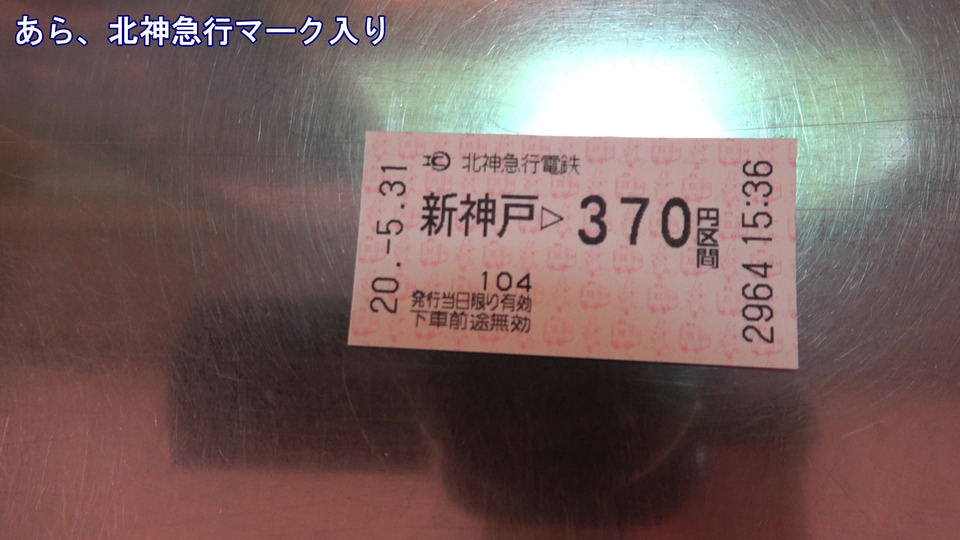 あら、北神急行マーク入り
北神急行電鉄
新神戸▷370円区間
104
発行当日限り有効
下車前途無効
20.-5.31
2964 15:36